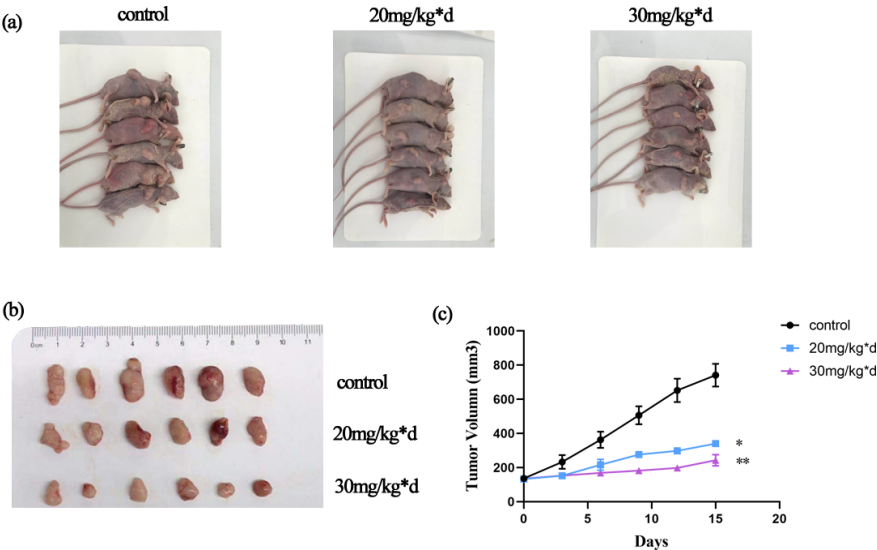 (a)
control
20mg/kg*d
30mg/kg*d
(b)
0cm 1 2 3 4 5 6 7 8 9 10 11
control
20mg/kg*d
30mg/kg*d
(c)
1000
800
600
400
200
0
0 5 10 15 20
Tumor Volumn (mm3)
Days
control
20mg/kg*d
30mg/kg*d
*
**